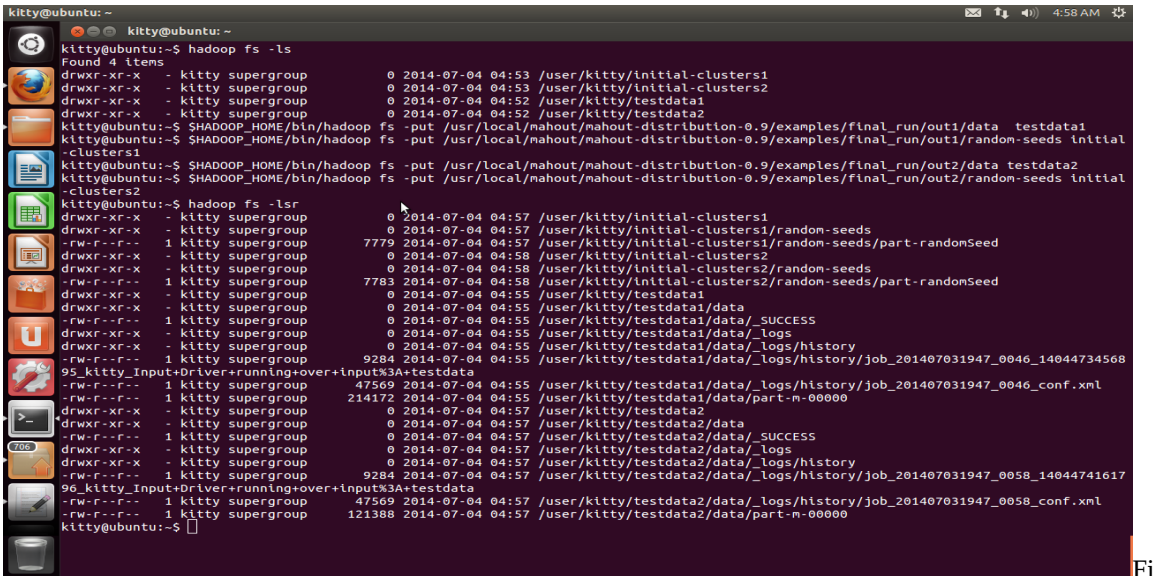 kitty@ubuntu: ~
4:58 AM
kitty@ubuntu: ~
kitty@ubuntu:~$ hadoop fs -ls
Found 4 items
drwxr-xr-x   - kitty supergroup          0 2014-07-04 04:53 /user/kitty/initial-clusters1
drwxr-xr-x   - kitty supergroup          0 2014-07-04 04:53 /user/kitty/initial-clusters2
drwxr-xr-x   - kitty supergroup          0 2014-07-04 04:52 /user/kitty/testdata1
drwxr-xr-x   - kitty supergroup          0 2014-07-04 04:52 /user/kitty/testdata2
kitty@ubuntu:~$ $HADOOP_HOME/bin/hadoop fs -put /usr/local/mahout/mahout-distribution-0.9/examples/final_run/out1/data  testdata1
kitty@ubuntu:~$ $HADOOP_HOME/bin/hadoop fs -put /usr/local/mahout/mahout-distribution-0.9/examples/final_run/out1/random-seeds initial
-clusters1
kitty@ubuntu:~$ $HADOOP_HOME/bin/hadoop fs -put /usr/local/mahout/mahout-distribution-0.9/examples/final_run/out2/data testdata2
kitty@ubuntu:~$ $HADOOP_HOME/bin/hadoop fs -put /usr/local/mahout/mahout-distribution-0.9/examples/final_run/out2/random-seeds initial
-clusters2
kitty@ubuntu:~$ hadoop fs -lsr
drwxr-xr-x   - kitty supergroup          0 2014-07-04 04:57 /user/kitty/initial-clusters1
drwxr-xr-x   - kitty supergroup          0 2014-07-04 04:57 /user/kitty/initial-clusters1/random-seeds
-rw-r--r--   1 kitty supergroup       7779 2014-07-04 04:57 /user/kitty/initial-clusters1/random-seeds/part-randomSeed
drwxr-xr-x   - kitty supergroup          0 2014-07-04 04:58 /user/kitty/initial-clusters2
drwxr-xr-x   - kitty supergroup          0 2014-07-04 04:58 /user/kitty/initial-clusters2/random-seeds
-rw-r--r--   1 kitty supergroup       7783 2014-07-04 04:58 /user/kitty/initial-clusters2/random-seeds/part-randomSeed
drwxr-xr-x   - kitty supergroup          0 2014-07-04 04:55 /user/kitty/testdata1
drwxr-xr-x   - kitty supergroup          0 2014-07-04 04:55 /user/kitty/testdata1/data
-rw-r--r--   1 kitty supergroup          0 2014-07-04 04:55 /user/kitty/testdata1/data/_SUCCESS
drwxr-xr-x   - kitty supergroup          0 2014-07-04 04:55 /user/kitty/testdata1/data/_logs
drwxr-xr-x   - kitty supergroup          0 2014-07-04 04:55 /user/kitty/testdata1/data/_logs/history
-rw-r--r--   1 kitty supergroup       9284 2014-07-04 04:55 /user/kitty/testdata1/data/_logs/history/job_201407031947_0046_14044734568
95_kitty_Input+Driver+running+over+input%3A+testdata
-rw-r--r--   1 kitty supergroup      47569 2014-07-04 04:55 /user/kitty/testdata1/data/_logs/history/job_201407031947_0046_conf.xml
-rw-r--r--   1 kitty supergroup     214172 2014-07-04 04:55 /user/kitty/testdata1/data/part-m-00000
drwxr-xr-x   - kitty supergroup          0 2014-07-04 04:57 /user/kitty/testdata2
drwxr-xr-x   - kitty supergroup          0 2014-07-04 04:57 /user/kitty/testdata2/data
-rw-r--r--   1 kitty supergroup          0 2014-07-04 04:57 /user/kitty/testdata2/data/_SUCCESS
drwxr-xr-x   - kitty supergroup          0 2014-07-04 04:57 /user/kitty/testdata2/data/_logs
drwxr-xr-x   - kitty supergroup          0 2014-07-04 04:57 /user/kitty/testdata2/data/_logs/history
-rw-r--r--   1 kitty supergroup       9284 2014-07-04 04:57 /user/kitty/testdata2/data/_logs/history/job_201407031947_0058_14044741617
96_kitty_Input+Driver+running+over+input%3A+testdata
-rw-r--r--   1 kitty supergroup      47569 2014-07-04 04:57 /user/kitty/testdata2/data/_logs/history/job_201407031947_0058_conf.xml
-rw-r--r--   1 kitty supergroup     121388 2014-07-04 04:57 /user/kitty/testdata2/data/part-m-00000
kitty@ubuntu:~$
706
Fi